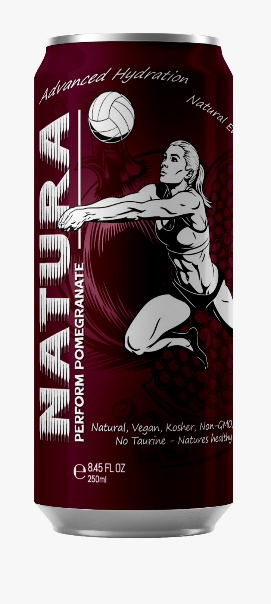 Advanced Hydration
Natural
NATURA
PERFORM POMEGRANATE
Natural, Vegan, Kosher, Non-GMO,
No Taurine - Natures healthy
e 8.45 FL OZ
250ml